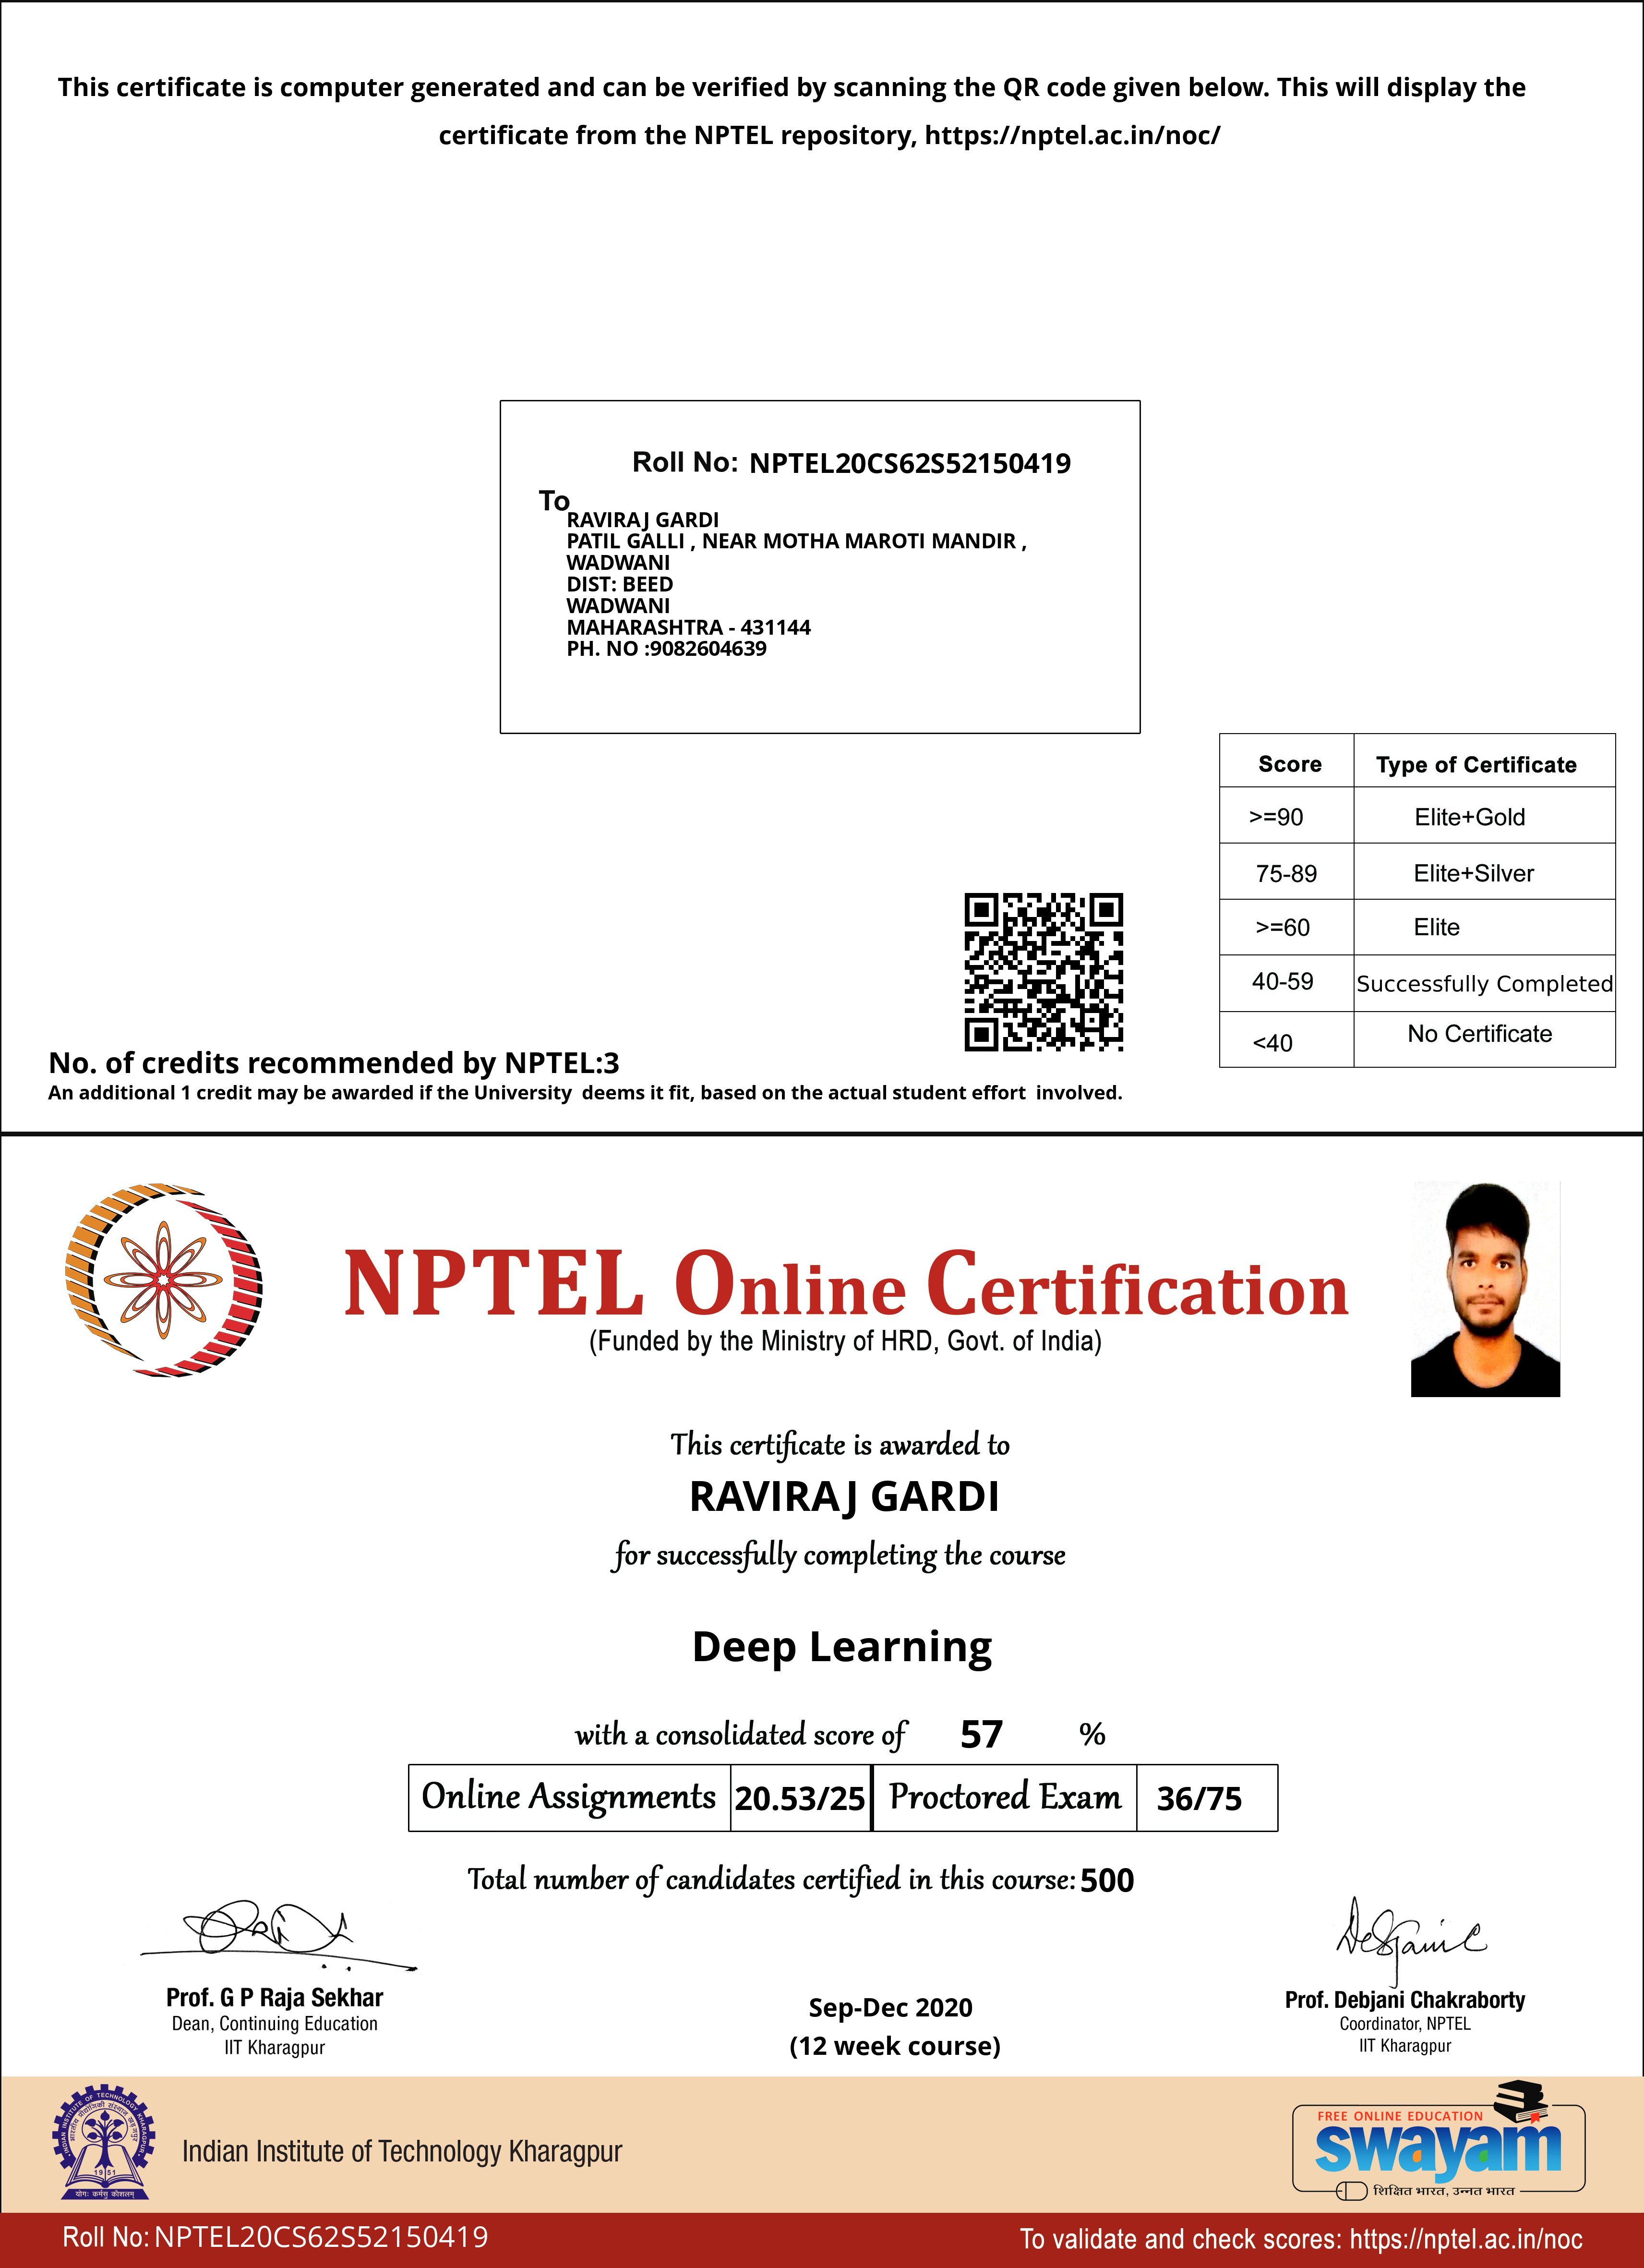 This certificate is computer generated and can be verified by scanning the QR code given below. This will display the
certificate from the NPTEL repository, https://nptel.ac.in/noc/
Roll No: NPTEL20CS62S52150419
To
RAVIRAJ GARDI
PATIL GALLI , NEAR MOTHA MAROTI MANDIR ,
WADWANI
DIST: BEED
WADWANI
MAHARASHTRA - 431144
PH. NO :9082604639
Score Type of Certificate
>=90 Elite+Gold
75-89 Elite+Silver
>=60 Elite
40-59 Successfully Completed
<40 No Certificate
No. of credits recommended by NPTEL:3
An additional 1 credit may be awarded if the University deems it fit, based on the actual student effort involved.
NPTEL Online Certification
(Funded by the Ministry of HRD, Govt. of India)
This certificate is awarded to
RAVIRAJ GARDI
for successfully completing the course
Deep Learning
with a consolidated score of 57 %
Online Assignments 20.53/25 Proctored Exam 36/75
Total number of candidates certified in this course: 500
Prof. G P Raja Sekhar
Dean, Continuing Education
IIT Kharagpur
Sep-Dec 2020
(12 week course)
Prof. Debjani Chakraborty
Coordinator, NPTEL
IIT Kharagpur
INDIAN INSTITUTE OF TECHNOLOGY KHARAGPUR
भारतीय प्रौद्योगिकी संस्थान खड़गपुर
1951
योगः कर्मसु कौशलम्
Indian Institute of Technology Kharagpur
FREE ONLINE EDUCATION
swayam
शिक्षित भारत, उन्नत भारत
Roll No: NPTEL20CS62S52150419
To validate and check scores: https://nptel.ac.in/noc